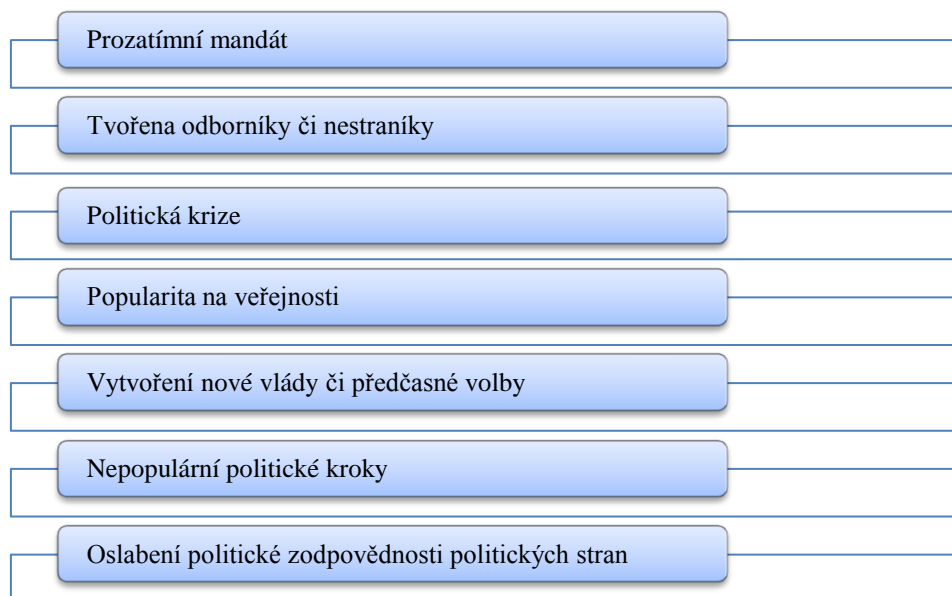 Prozatímní mandát
Tvořena odborníky či nestraníky
Politická krize
Popularita na veřejnosti
Vytvoření nové vlády či předčasné volby
Nepopulární politické kroky
Oslabení politické zodpovědnosti politických stran